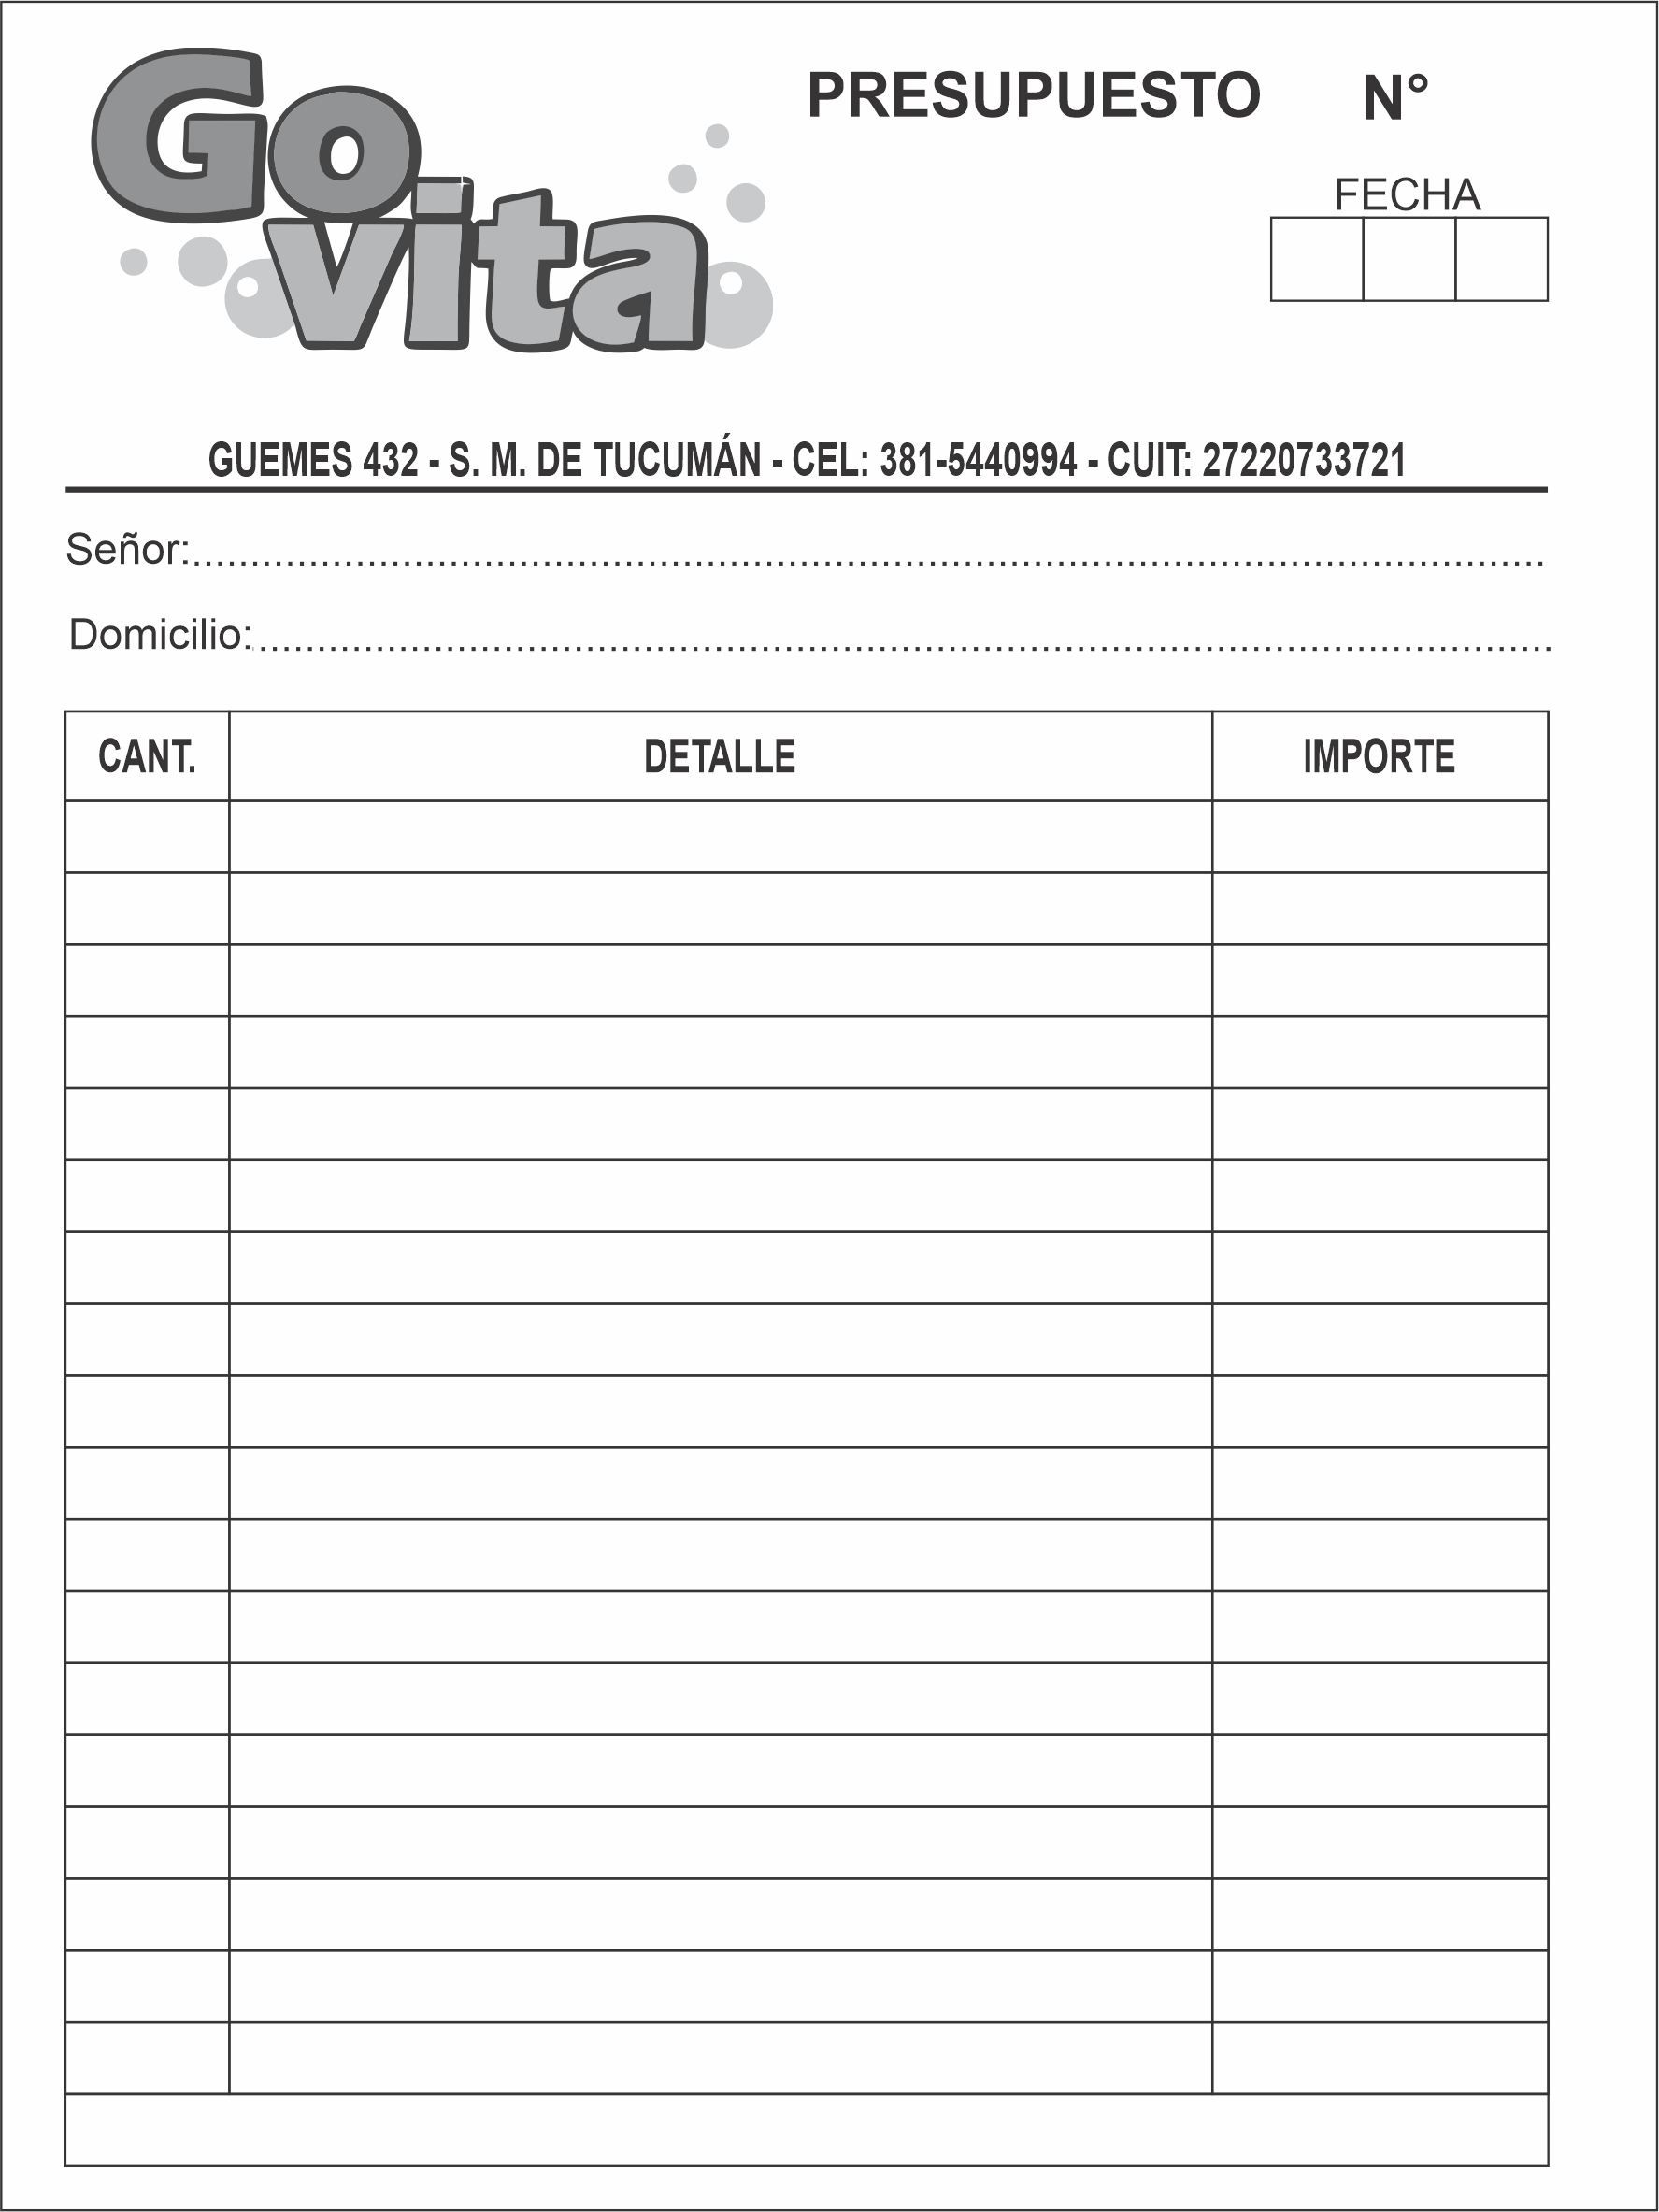 Go
Vita
PRESUPUESTO N°
FECHA
GUEMES 432 - S. M. DE TUCUMÁN - CEL: 381-5440994 - CUIT: 27220733721
Señor:
Domicilio:
CANT. DETALLE IMPORTE